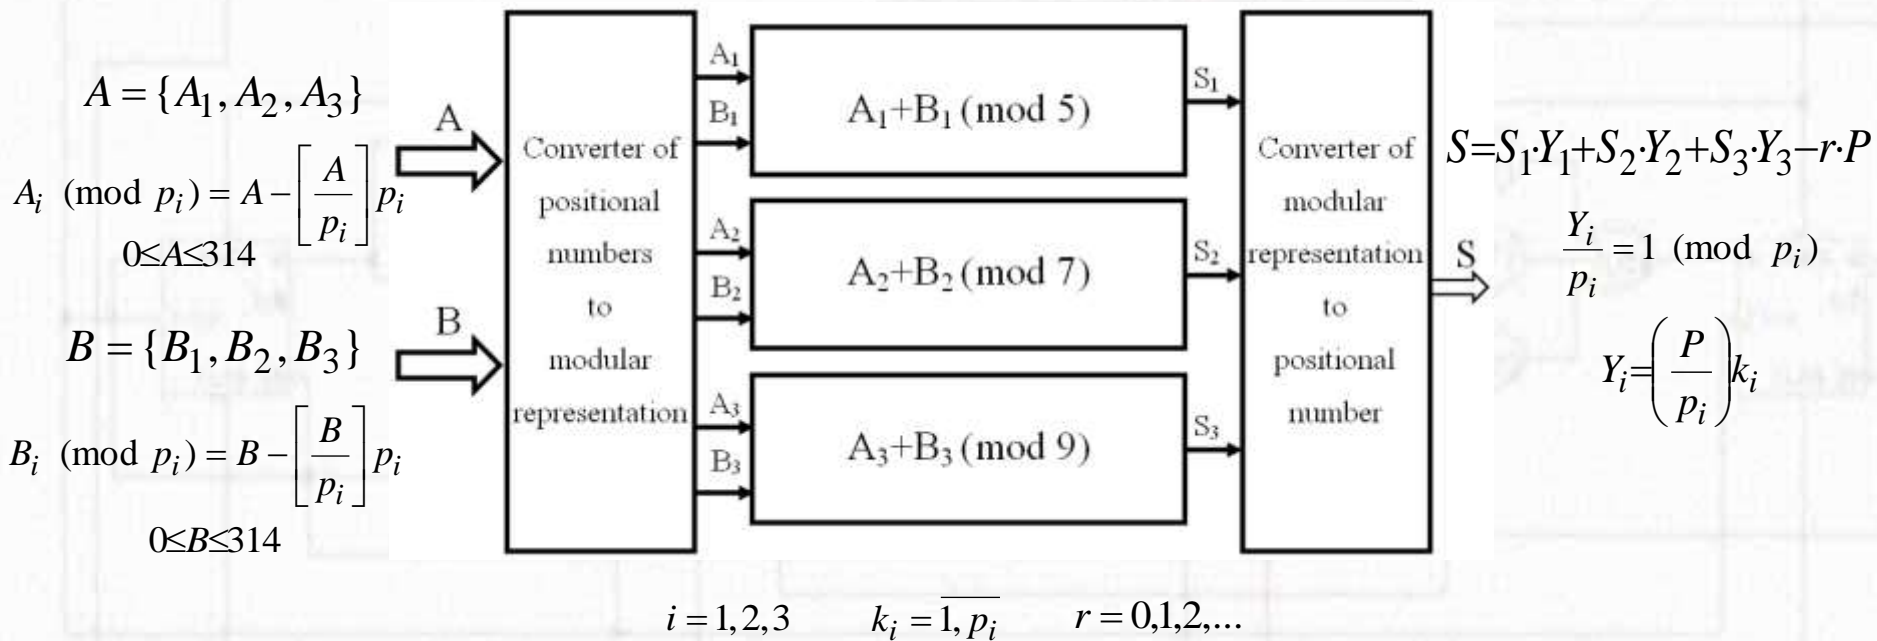 A = {A₁, A₂, A₃}
Aᵢ (mod pᵢ) = A − [A/pᵢ] pᵢ
0≤A≤314
B = {B₁, B₂, B₃}
Bᵢ (mod pᵢ) = B − [B/pᵢ] pᵢ
0≤B≤314
A
B
Converter of
positional
numbers
to
modular
representation
A₁
B₁
A₁+B₁ (mod 5)
S₁
A₂
B₂
A₂+B₂ (mod 7)
S₂
A₃
B₃
A₃+B₃ (mod 9)
S₃
Converter of
modular
representation
to
positional
number
S
S=S₁·Y₁+S₂·Y₂+S₃·Y₃−r·P
Yᵢ/pᵢ = 1 (mod pᵢ)
Yᵢ=(P/pᵢ)kᵢ
i = 1, 2, 3 kᵢ = 1, pᵢ r = 0,1,2,...